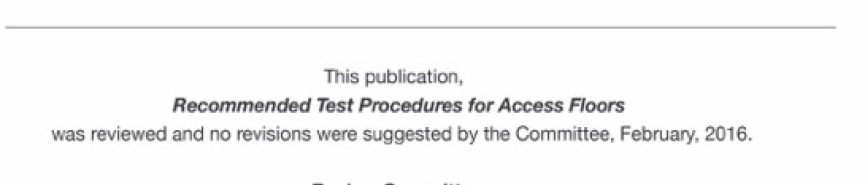 This publication,
Recommended Test Procedures for Access Floors
was reviewed and no revisions were suggested by the Committee, February, 2016.